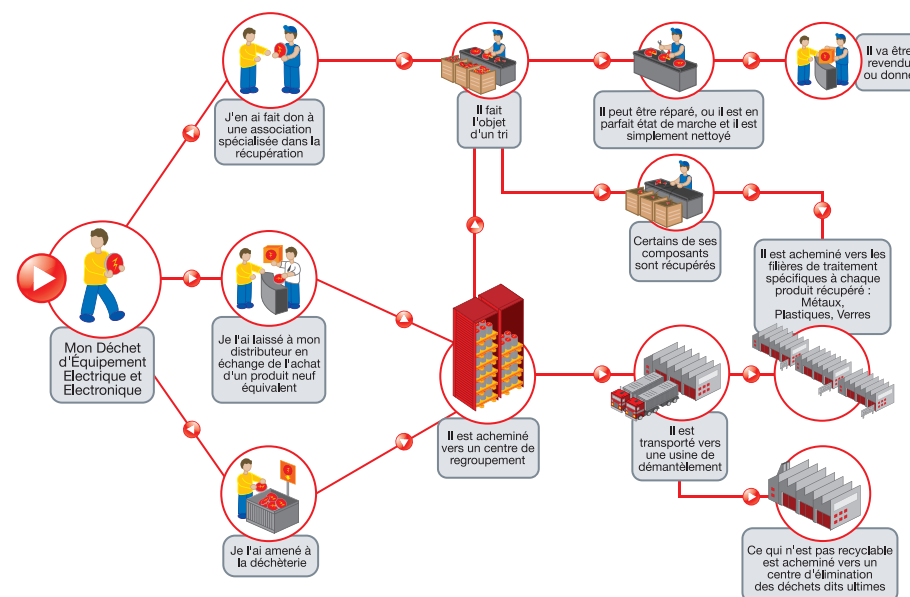 J'en ai fait don à
une association
spécialisée dans la
récupération
Il fait
l'objet
d'un tri
Il peut être réparé, ou il est en
parfait état de marche et il est
simplement nettoyé
Il va être
revendu
ou donné
Certains de ses
composants
sont récupérés
Il est acheminé vers les
filières de traitement
spécifiques à chaque
produit récupéré :
Métaux,
Plastiques, Verres
Mon Déchet
d'Équipement
Electrique et
Electronique
Je l'ai laissé à mon
distributeur en
échange de l'achat
d'un produit neuf
équivalent
Il est acheminé
vers un centre de
regroupement
Il est
transporté vers
une usine de
démantèlement
Je l'ai amené à
la déchèterie
Ce qui n'est pas recyclable
est acheminé vers un
centre d'élimination
des déchets dits ultimes